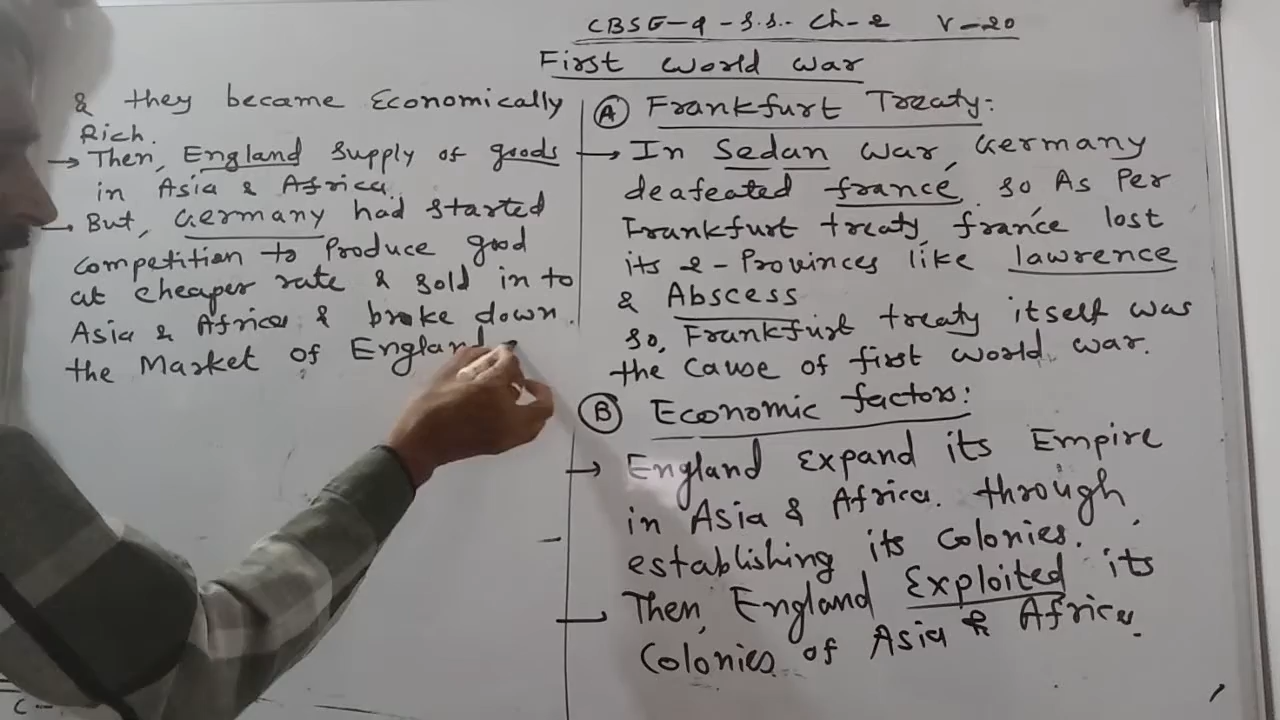 CBSE-9-S.S.- Ch-2 V-20
First World War
Ⓐ Frankfurt Treaty:
→ In Sedan war, Germany
deafeated france, so As Per
Frankfurt treaty, france lost
its 2-Provinces like lawrence
& Abscess
so, Frankfurt treaty itself was
the Cause of first world war.
Ⓑ Economic factors:
→ England Expand its Empire
in Asia & Africa. through
establishing its Colonies.
→ Then, England Exploited its
Colonies of Asia & Africa.
& they became Economically
Rich.
→ Then, England Supply of goods
in Asia & Africa
→ But, Germany had started
Competition to Produce good
at cheaper rate & sold in to
Asia & Africa & broke down
the Market of England
C-